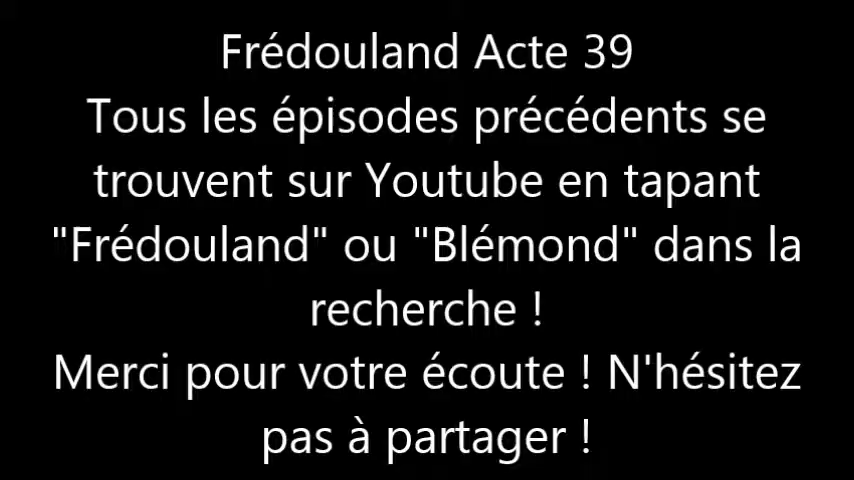 Frédouland Acte 39
Tous les épisodes précédents se
trouvent sur Youtube en tapant
"Frédouland" ou "Blémond" dans la
recherche !
Merci pour votre écoute ! N'hésitez
pas à partager !